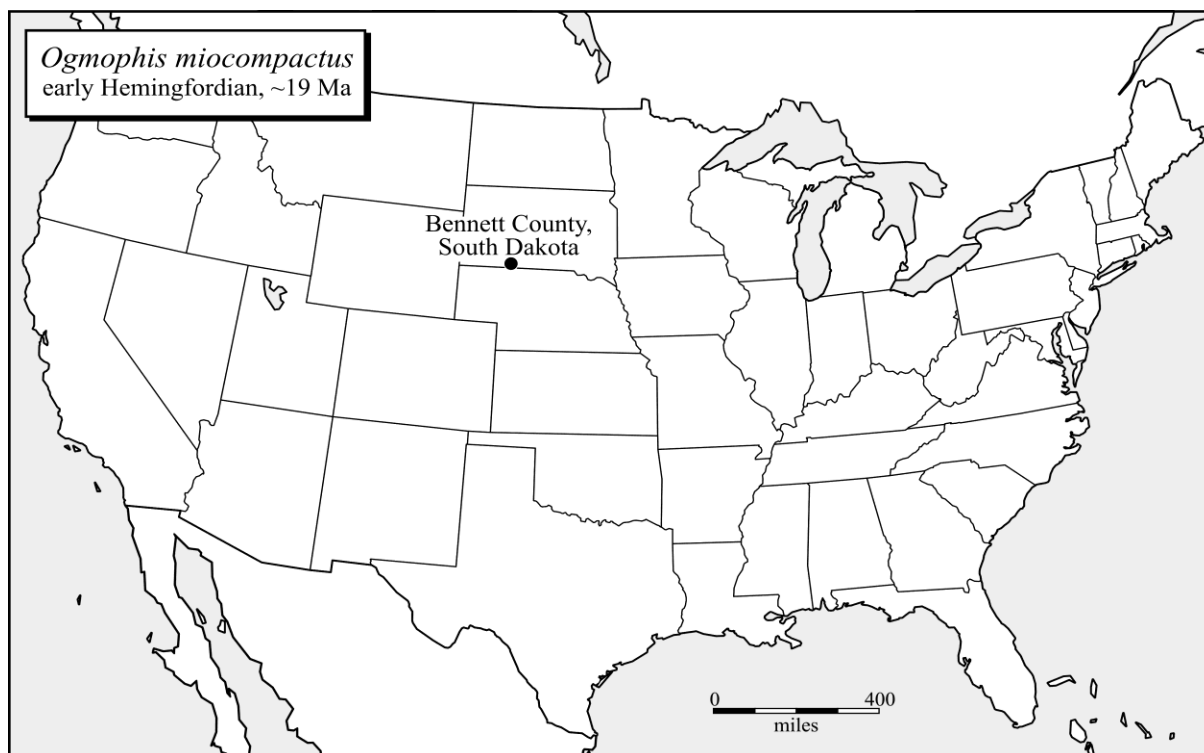 Ogmophis miocompactus
early Hemingfordian, ~19 Ma
Bennett County,
South Dakota
0 400
miles